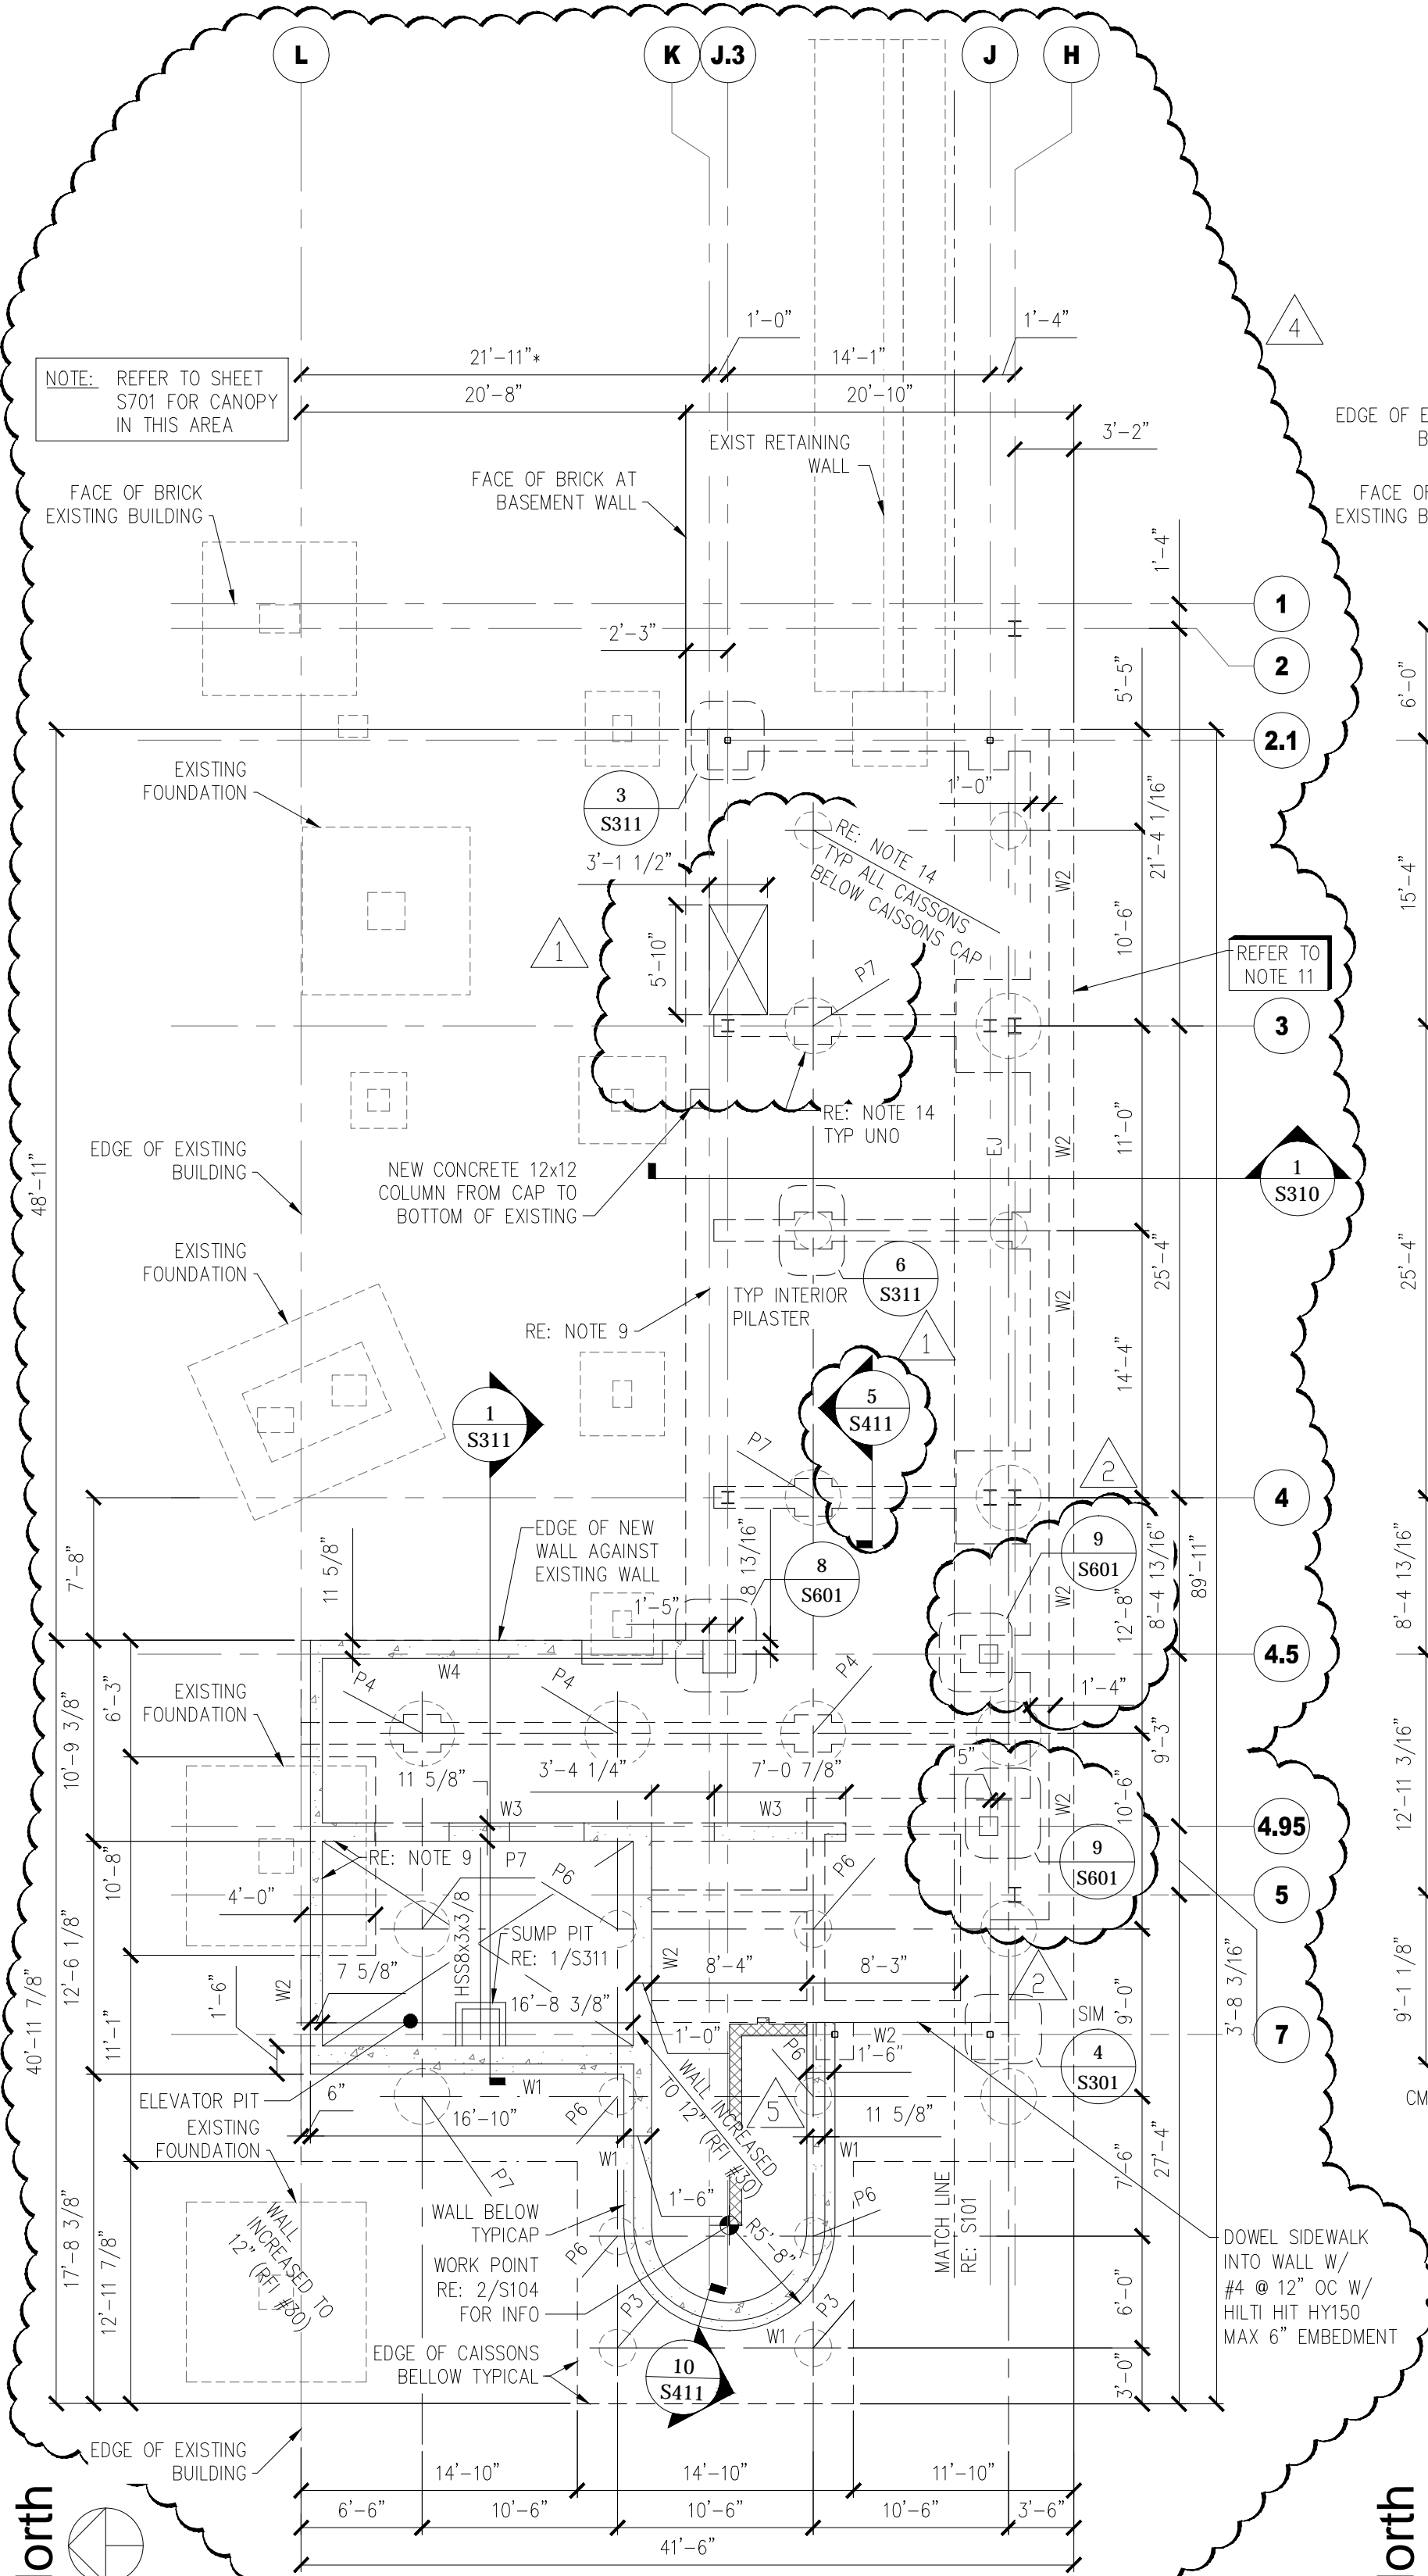 L
K
J.3
J
H
1'-0"
1'-4"
4
21'-11"*
14'-1"
NOTE: REFER TO SHEET
S701 FOR CANOPY
IN THIS AREA
20'-8"
20'-10"
EDGE OF E
B
3'-2"
EXIST RETAINING
WALL
FACE OF BRICK AT
BASEMENT WALL
FACE OF BRICK
EXISTING BUILDING
FACE OF
EXISTING B
1'-4"
1
2'-3"
2
5'-5"
6'-0"
2.1
EXISTING
FOUNDATION
3
S311
1'-0"
21'-4 1/16"
RE: NOTE 14
TYP ALL CAISSONS
BELOW CAISSONS CAP
3'-1 1/2"
W2
15'-4"
10'-6"
1
5'-10"
P7
REFER TO
NOTE 11
3
RE: NOTE 14
TYP UNO
EJ
W2
11'-0"
EDGE OF EXISTING
BUILDING
NEW CONCRETE 12x12
COLUMN FROM CAP TO
BOTTOM OF EXISTING
1
S310
48'-11"
EXISTING
FOUNDATION
6
S311
25'-4"
25'-4"
TYP INTERIOR
PILASTER
W2
RE: NOTE 9
1
14'-4"
5
S411
1
S311
P7
2
4
7'-8"
11 5/8"
EDGE OF NEW
WALL AGAINST
EXISTING WALL
8 13/16"
8
S601
9
S601
W2
12'-8"
8'-4 13/16"
89'-11"
8'-4 13/16"
1'-5"
4.5
W4
P4
P4
P4
EXISTING
FOUNDATION
6'-3"
10'-9 3/8"
1'-4"
9'-3"
11 5/8"
3'-4 1/4"
7'-0 7/8"
5"
W3
W3
W2
10'-6"
12'-11 3/16"
4.95
RE: NOTE 9
P7
P6
P6
9
S601
10'-8"
4'-0"
5
HSS8x3x3/8
SUMP PIT
RE: 1/S311
W2
8'-4"
8'-3"
7 5/8"
2
12'-6 1/8"
40'-11 7/8"
1'-6"
W2
16'-8 3/8"
SIM
9'-0"
3'-8 3/16"
9'-1 1/8"
7
11'-1"
1'-0"
W2
1'-6"
P6
4
S301
ELEVATOR PIT
6"
W1
WALL INCREASED
TO 12" (RFI #30)
5
CM
EXISTING
FOUNDATION
16'-10"
P6
11 5/8"
W1
W1
P7
1'-6"
P6
7'-6"
27'-4"
MATCH LINE
RE: S101
WALL BELOW
TYPICAP
WALL
INCREASED TO
12" (RFI #30)
P6
R5'-8"
DOWEL SIDEWALK
INTO WALL W/
#4 @ 12" OC W/
HILTI HIT HY150
MAX 6" EMBEDMENT
17'-8 3/8"
12'-11 7/8"
WORK POINT
RE: 2/S104
FOR INFO
P3
P3
W1
6'-0"
EDGE OF CAISSONS
BELLOW TYPICAL
10
S411
3'-0"
EDGE OF EXISTING
BUILDING
14'-10"
14'-10"
11'-10"
6'-6"
10'-6"
10'-6"
10'-6"
3'-6"
41'-6"
orth
orth